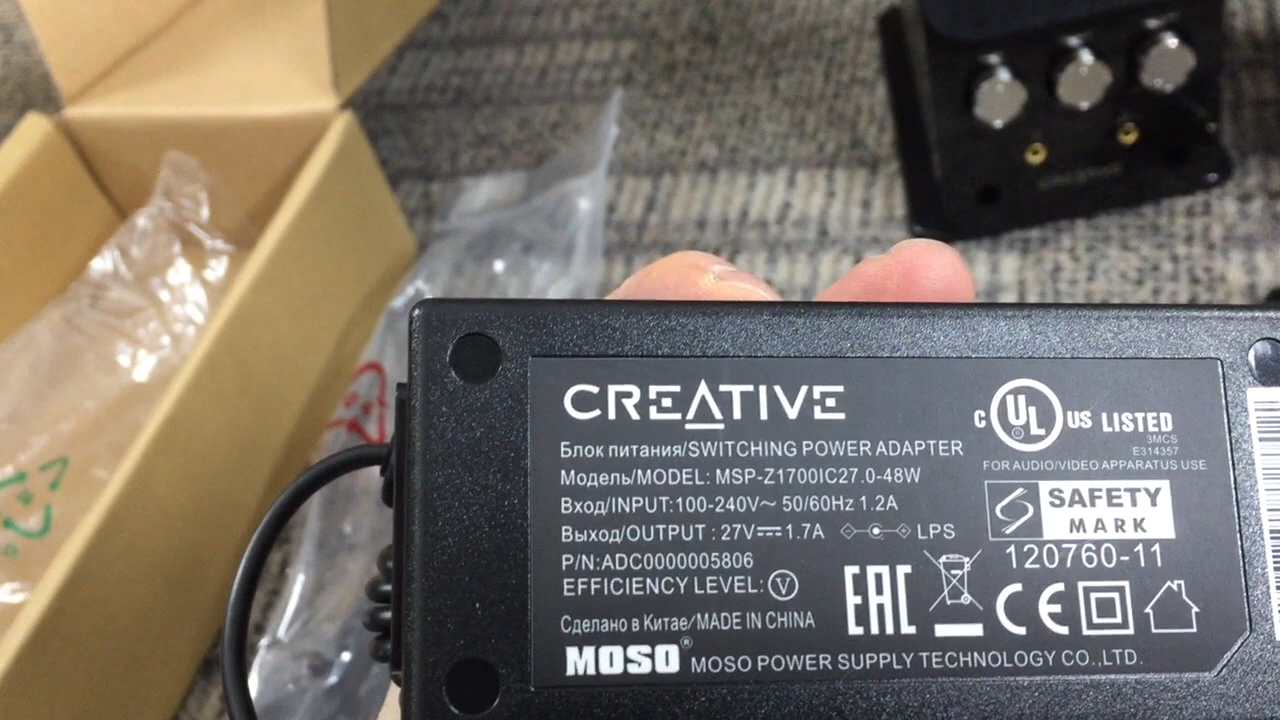 CREATIVE
Блок питания/SWITCHING POWER ADAPTER
Модель/MODEL: MSP-Z1700IC27.0-48W
Вход/INPUT:100-240V～ 50/60Hz 1.2A
Выход/OUTPUT : 27V⎓1.7A LPS
P/N:ADC0000005806
EFFICIENCY LEVEL: V
Сделано в Китае/MADE IN CHINA
MOSO® MOSO POWER SUPPLY TECHNOLOGY CO.,LTD.
C UL ® US LISTED
3MCS
E314357
FOR AUDIO/VIDEO APPARATUS USE
SAFETY
MARK
120760-11
EAC CE